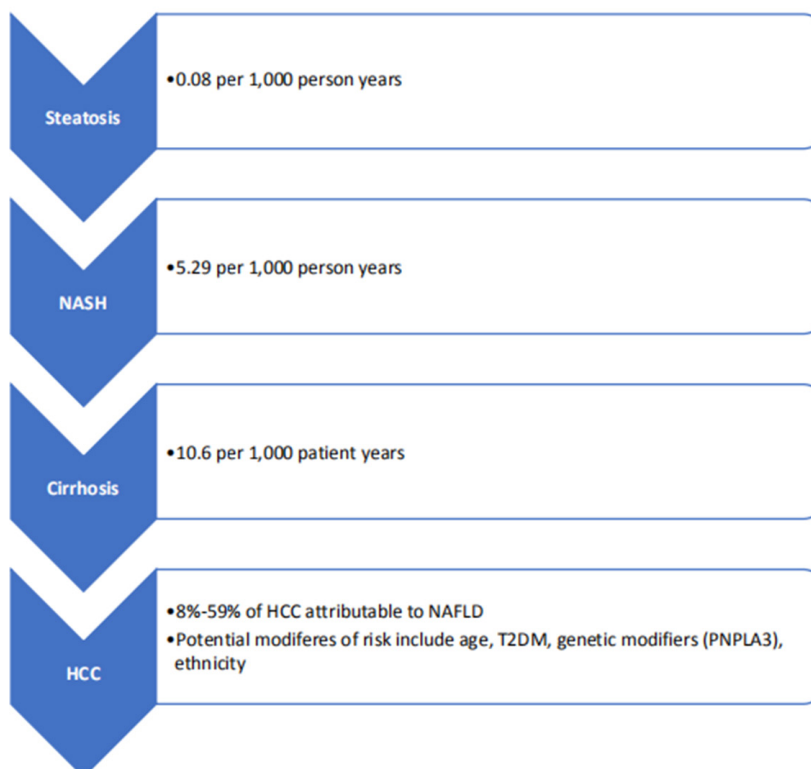 Steatosis
•0.08 per 1,000 person years
NASH
•5.29 per 1,000 person years
Cirrhosis
•10.6 per 1,000 patient years
HCC
•8%-59% of HCC attributable to NAFLD
•Potential modiferes of risk include age, T2DM, genetic modifiers (PNPLA3),
ethnicity